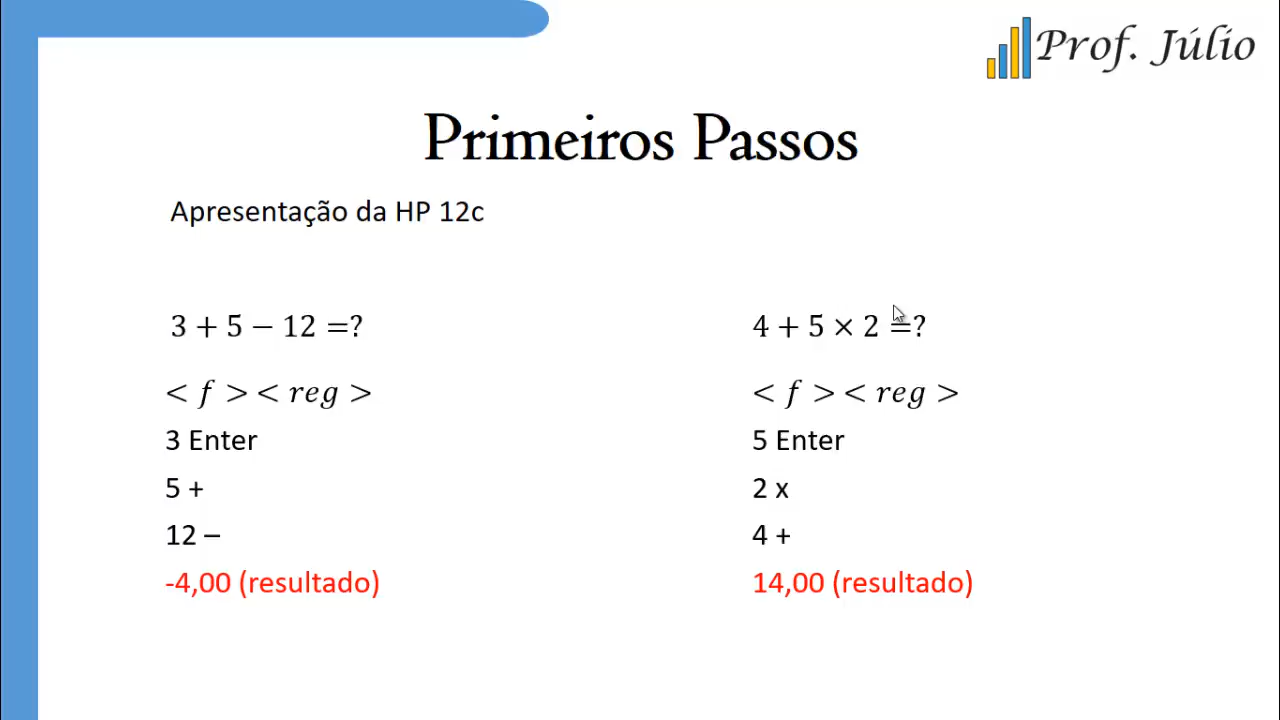 Prof. Júlio
Primeiros Passos
Apresentação da HP 12c
3 + 5 − 12 =?
< f >< reg >
3 Enter
5 +
12 –
-4,00 (resultado)
4 + 5 × 2 =?
< f >< reg >
5 Enter
2 x
4 +
14,00 (resultado)